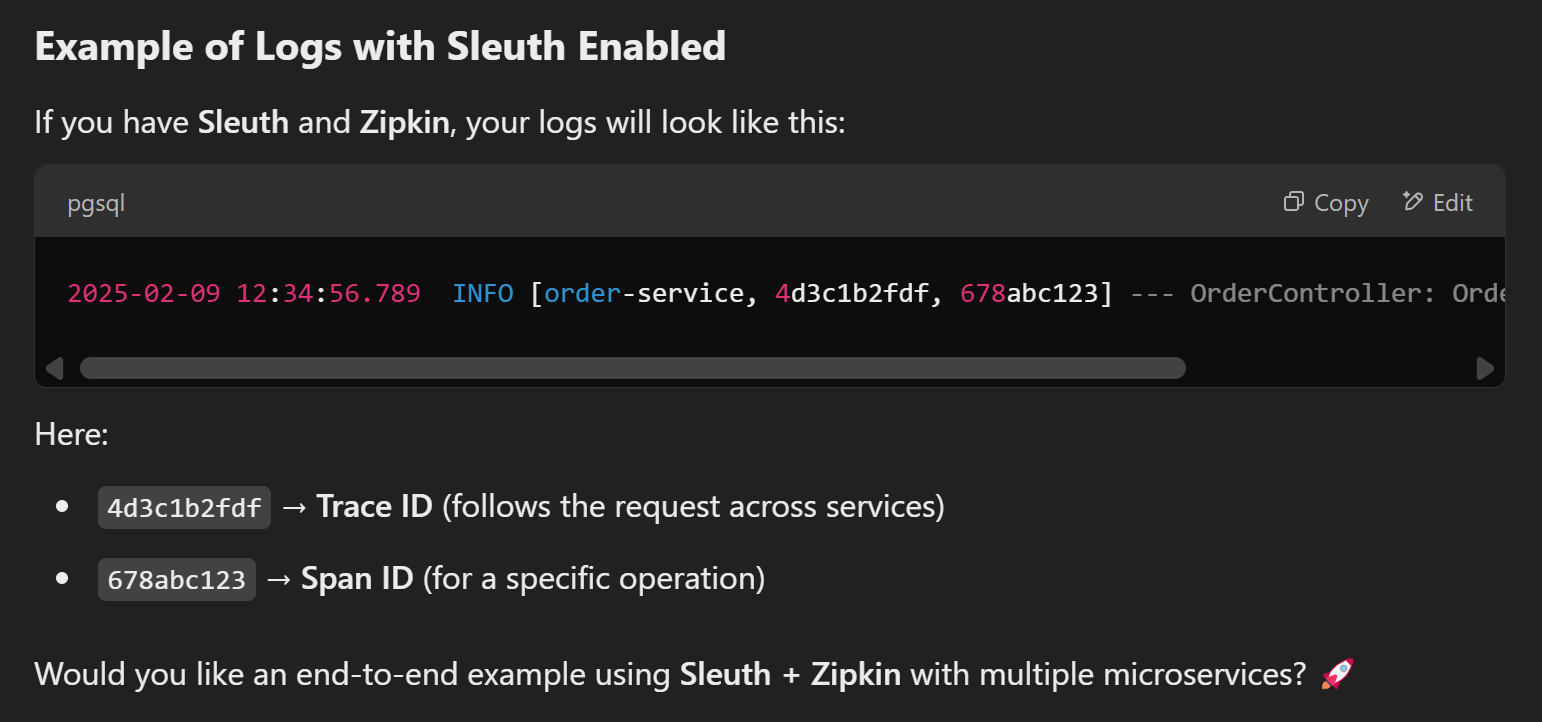 Example of Logs with Sleuth Enabled
If you have Sleuth and Zipkin, your logs will look like this:
pgsql
Copy
Edit
2025-02-09 12:34:56.789  INFO [order-service, 4d3c1b2fdf, 678abc123] --- OrderController: Orde
Here:
• 4d3c1b2fdf → Trace ID (follows the request across services)
• 678abc123 → Span ID (for a specific operation)
Would you like an end-to-end example using Sleuth + Zipkin with multiple microservices? 🚀